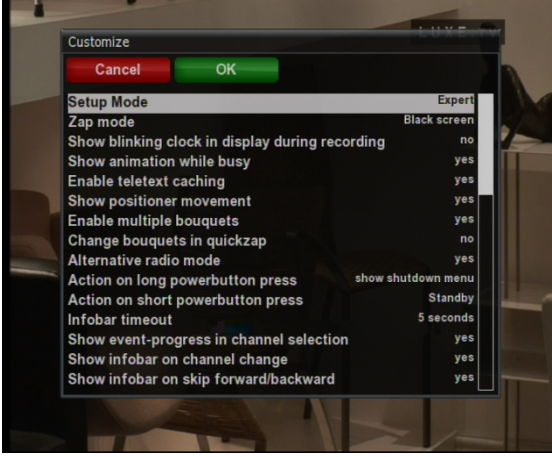 LUXE.TV
Customize
Cancel OK
Setup Mode Expert
Zap mode Black screen
Show blinking clock in display during recording no
Show animation while busy yes
Enable teletext caching yes
Show positioner movement yes
Enable multiple bouquets yes
Change bouquets in quickzap no
Alternative radio mode yes
Action on long powerbutton press show shutdown menu
Action on short powerbutton press Standby
Infobar timeout 5 seconds
Show event-progress in channel selection yes
Show infobar on channel change yes
Show infobar on skip forward/backward yes